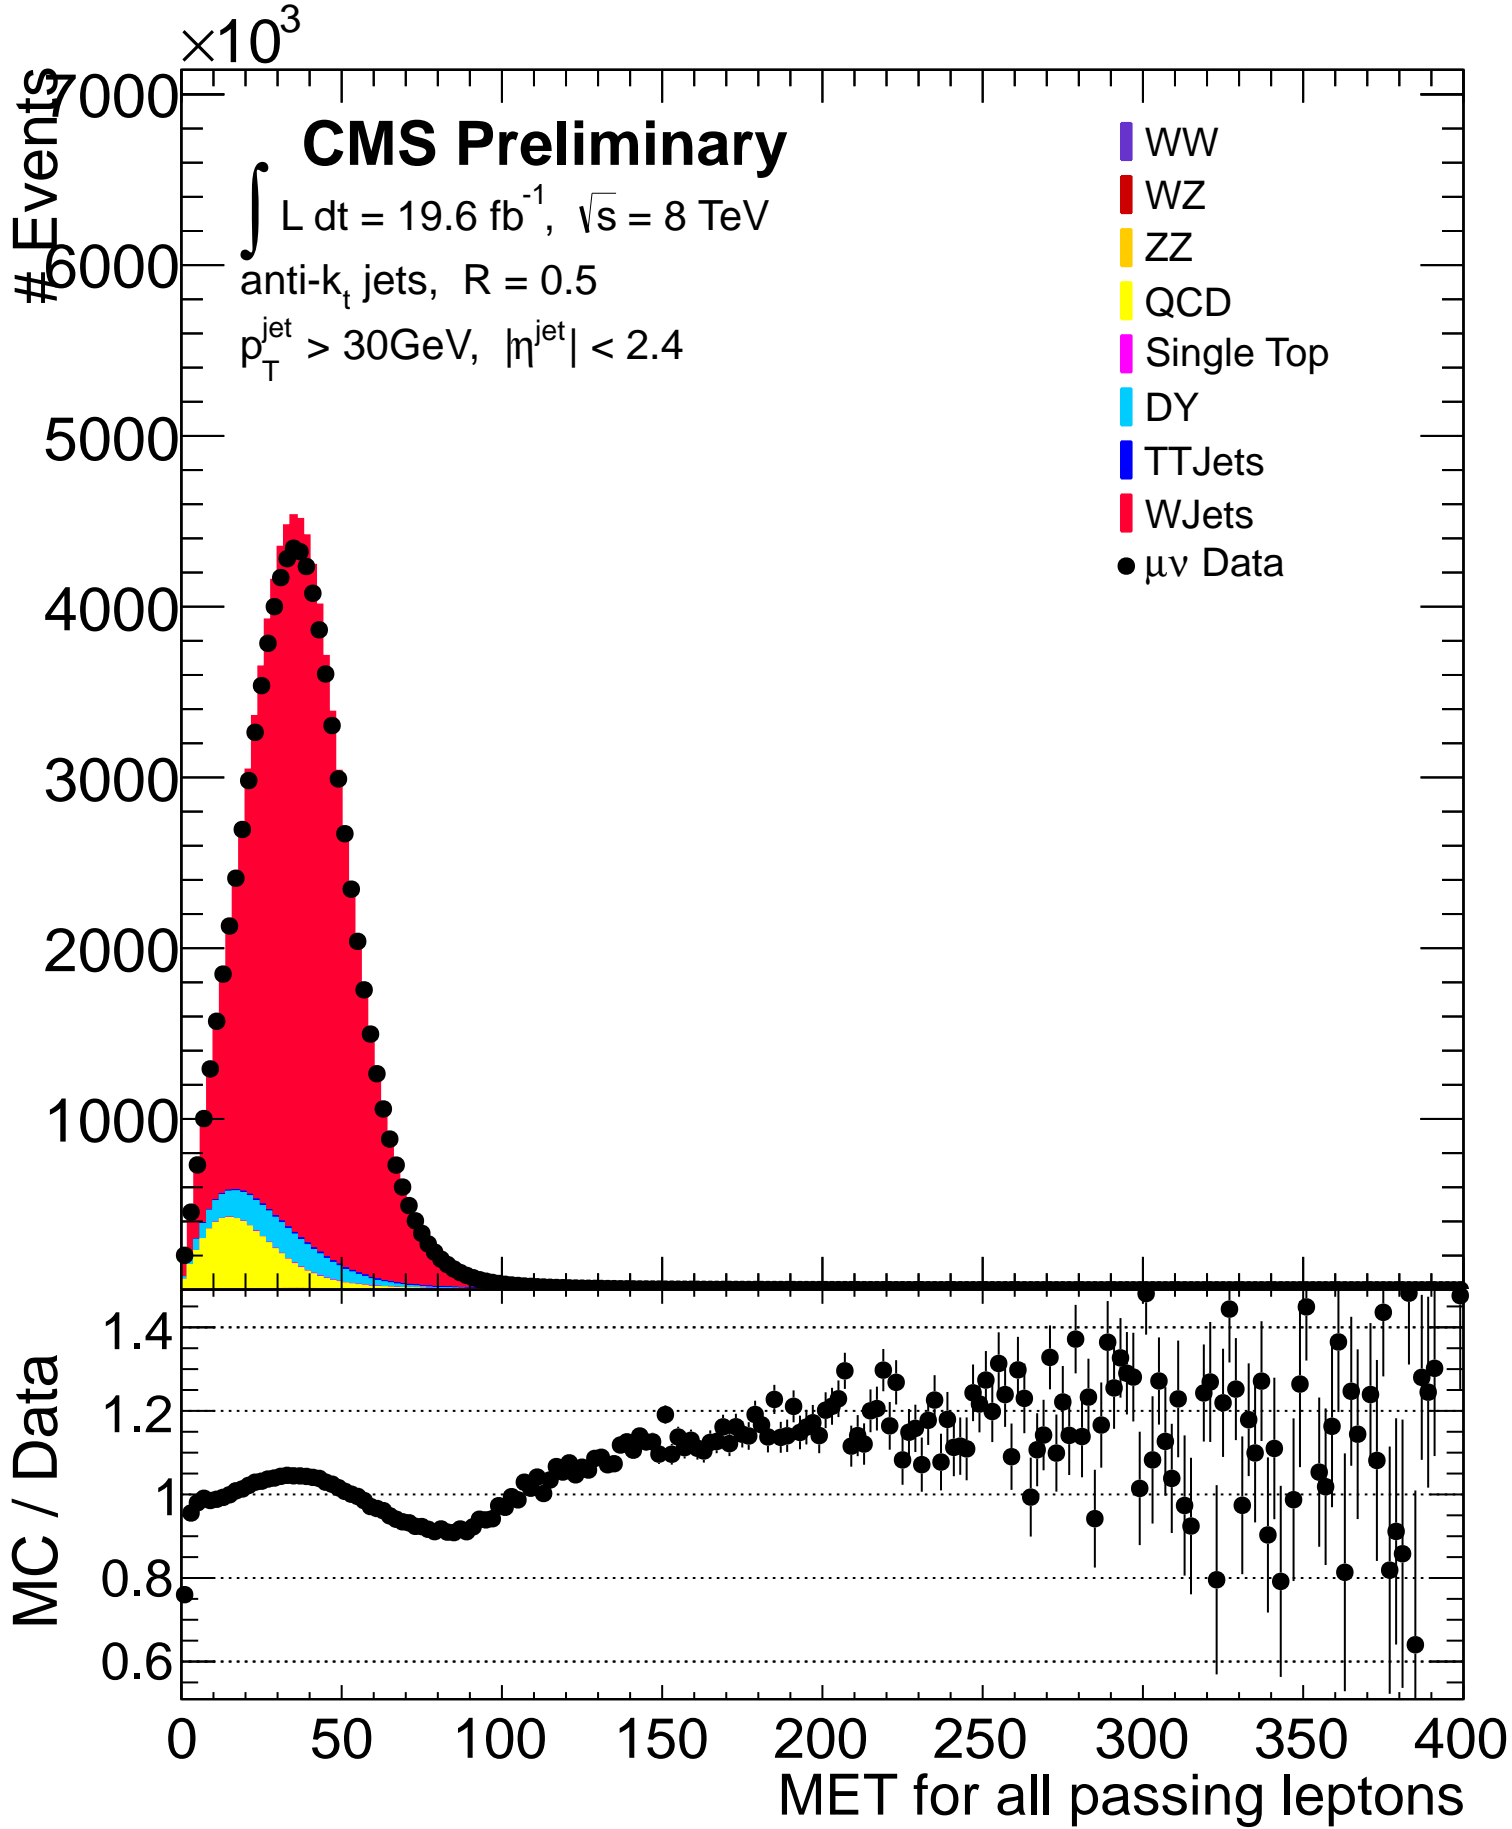 ×10³
# Events
7000
6000
5000
4000
3000
2000
1000
CMS Preliminary
∫ L dt = 19.6 fb⁻¹, √s = 8 TeV
anti-kₜ jets, R = 0.5
p_T^jet > 30GeV, |η^jet| < 2.4
WW
WZ
ZZ
QCD
Single Top
DY
TTJets
WJets
μν Data
MC / Data
1.4
1.2
1
0.8
0.6
0 50 100 150 200 250 300 350 400
MET for all passing leptons